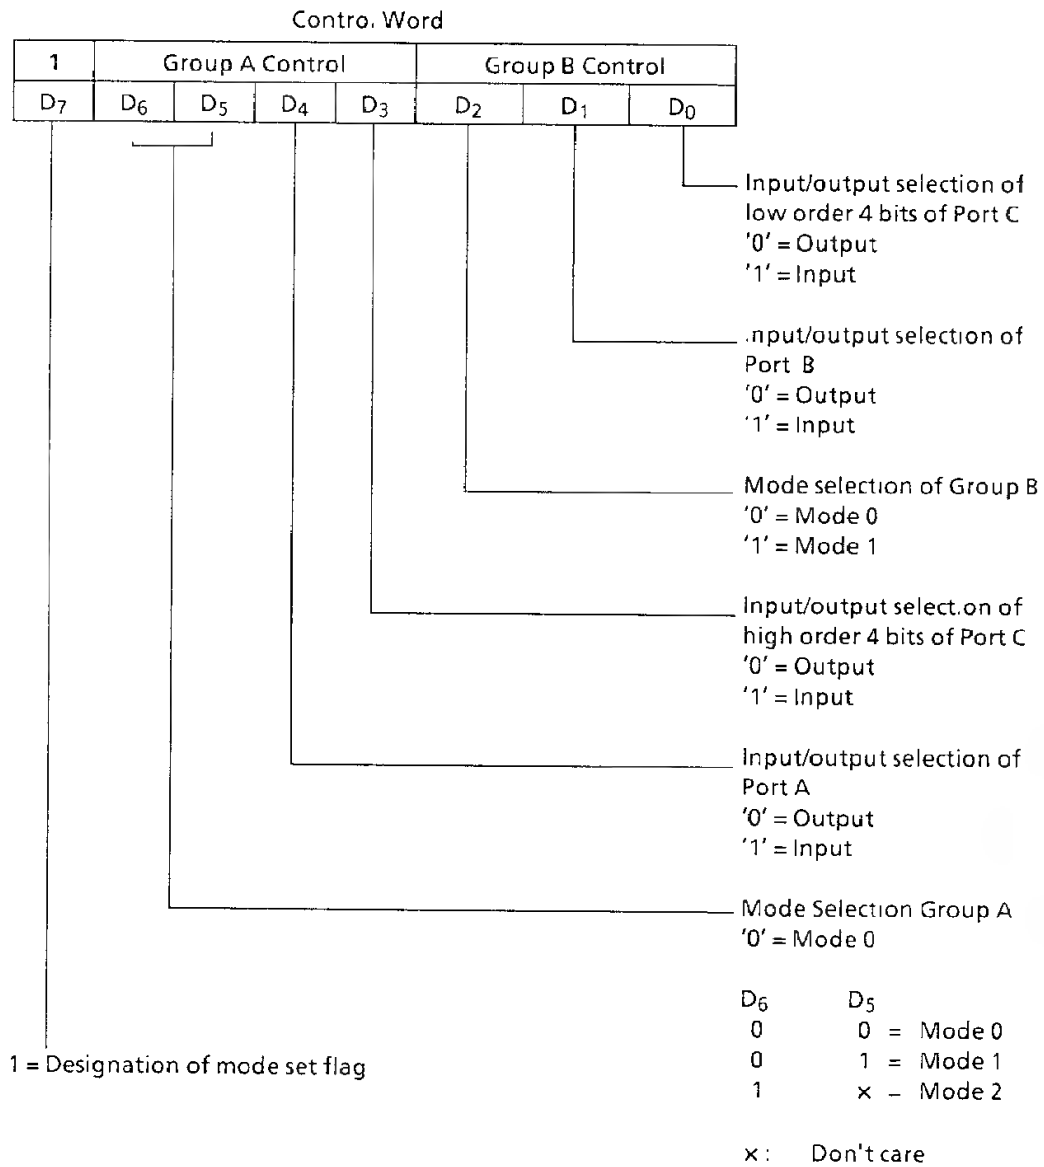 Control Word
1 Group A Control Group B Control
D7 D6 D5 D4 D3 D2 D1 D0
Input/output selection of
low order 4 bits of Port C
'0' = Output
'1' = Input
Input/output selection of
Port B
'0' = Output
'1' = Input
Mode selection of Group B
'0' = Mode 0
'1' = Mode 1
Input/output selection of
high order 4 bits of Port C
'0' = Output
'1' = Input
Input/output selection of
Port A
'0' = Output
'1' = Input
Mode Selection Group A
'0' = Mode 0
D6 D5
0 0 = Mode 0
0 1 = Mode 1
1 x – Mode 2
x : Don't care
1 = Designation of mode set flag